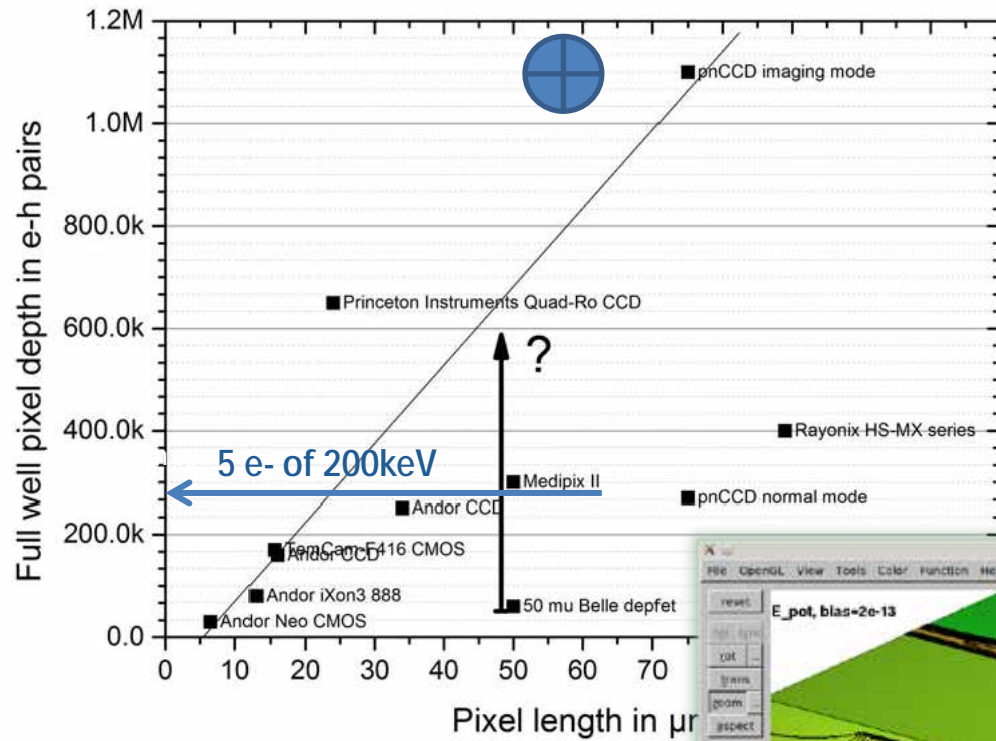 1.2M
pnCCD imaging mode
1.0M
Full well pixel depth in e-h pairs
800.0k
Princeton Instruments Quad-Ro CCD
600.0k
?
400.0k
Rayonix HS-MX series
5 e- of 200keV
Medipix II
pnCCD normal mode
Andor CCD
200.0k
TemCam-F416 CMOS
Andor CCD
Andor iXon3 888
50 mu Belle depfet
Andor Neo CMOS
0.0
0 10 20 30 40 50 60 70
Pixel length in µ
File OpenGL View Tools Color Function
reset
E_pot, bias=2e-13
rot
trans
zoom
aspect